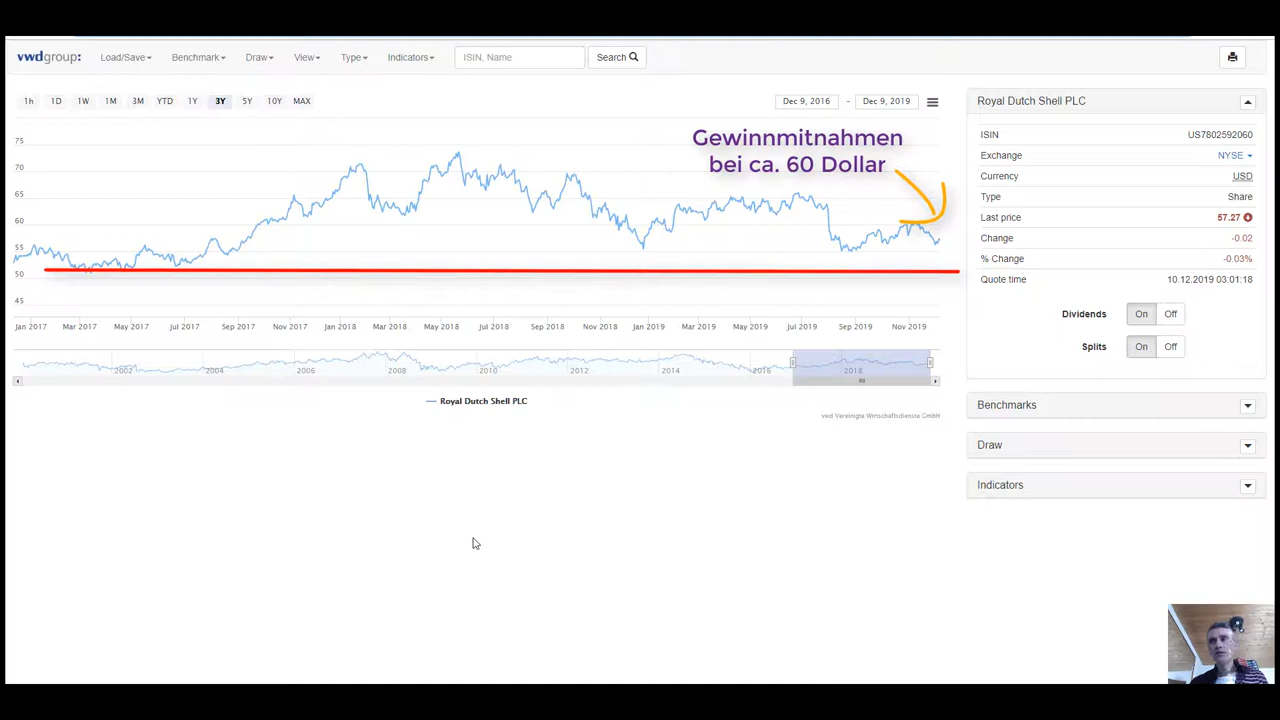 vwdgroup: Load/Save Benchmark Draw View Type Indicators ISIN, Name Search
1h 1D 1W 1M 3M YTD 1Y 3Y 5Y 10Y MAX Dec 9, 2016 - Dec 9, 2019
Gewinnmitnahmen
bei ca. 60 Dollar
75
70
65
60
55
50
45
Jan 2017 Mar 2017 May 2017 Jul 2017 Sep 2017 Nov 2017 Jan 2018 Mar 2018 May 2018 Jul 2018 Sep 2018 Nov 2018 Jan 2019 Mar 2019 May 2019 Jul 2019 Sep 2019 Nov 2019
2002 2004 2006 2008 2010 2012 2014 2016 2018
Royal Dutch Shell PLC
vwd Vereinigte Wirtschaftsdienste GmbH
Royal Dutch Shell PLC
ISIN US7802592060
Exchange NYSE
Currency USD
Type Share
Last price 57.27
Change -0.02
% Change -0.03%
Quote time 10.12.2019 03:01:18
Dividends On Off
Splits On Off
Benchmarks
Draw
Indicators